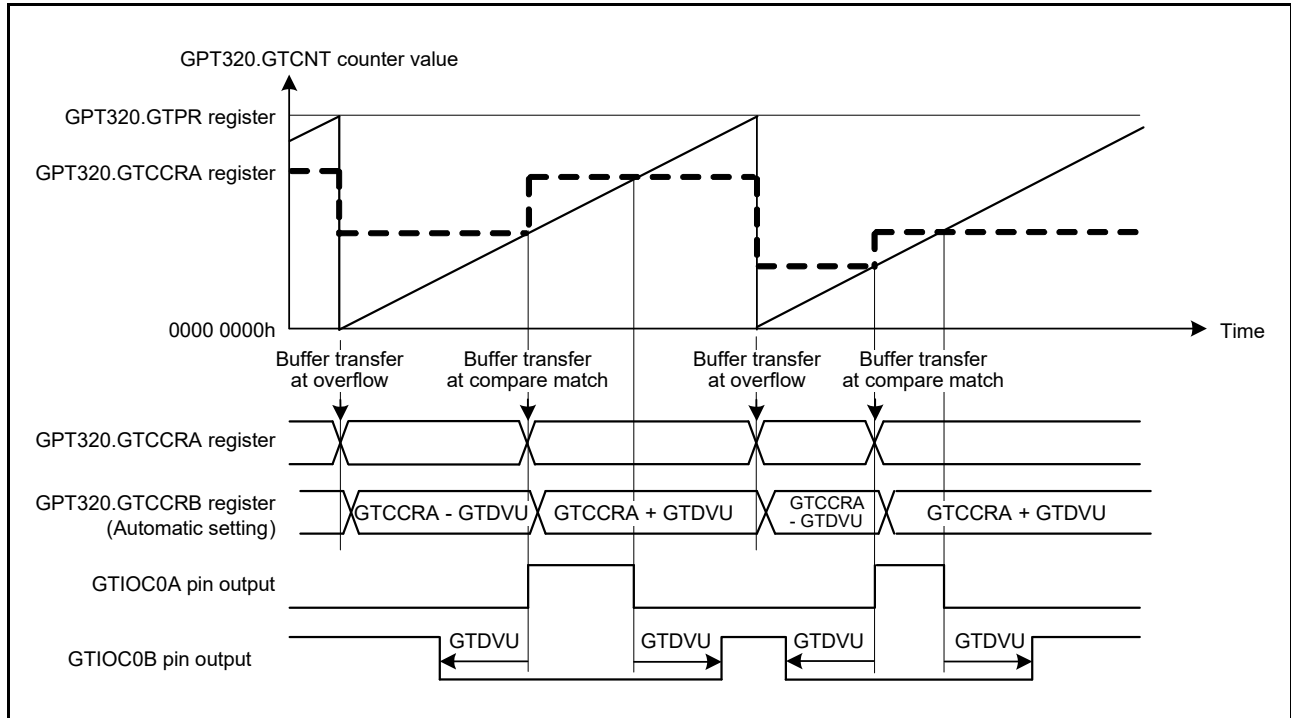 GPT320.GTCNT counter value
GPT320.GTPR register
GPT320.GTCCRA register
0000 0000h
Time
Buffer transfer
at overflow
Buffer transfer
at compare match
Buffer transfer
at overflow
Buffer transfer
at compare match
GPT320.GTCCRA register
GPT320.GTCCRB register
(Automatic setting)
GTCCRA - GTDVU
GTCCRA + GTDVU
GTCCRA
- GTDVU
GTCCRA + GTDVU
GTIOC0A pin output
GTIOC0B pin output
GTDVU
GTDVU
GTDVU
GTDVU